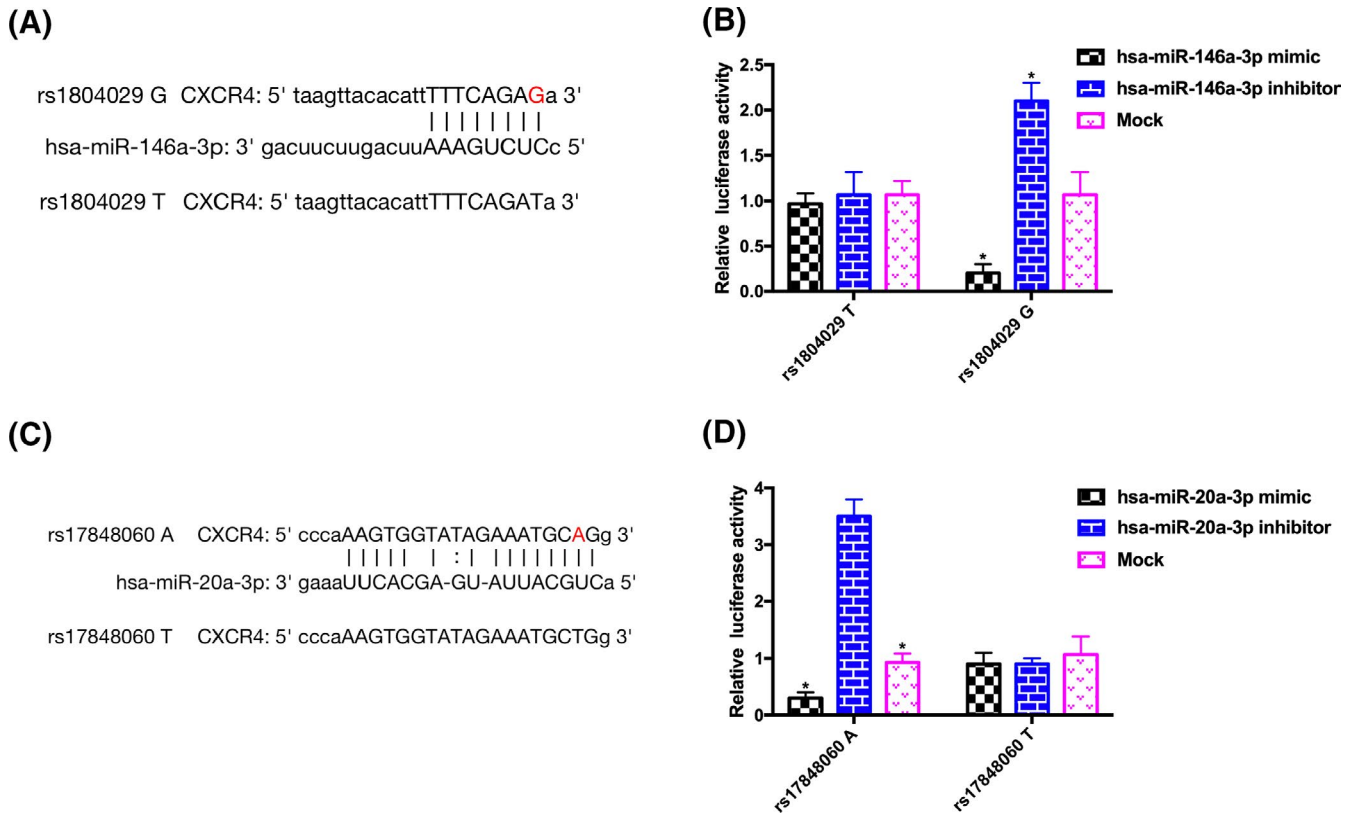 (A)
rs1804029 G CXCR4: 5' taagttacacattTTTCAGAGa 3'
hsa-miR-146a-3p: 3' gacuucuugacuuAAAGUCUCc 5'
rs1804029 T CXCR4: 5' taagttacacattTTTCAGATa 3'
(B)
hsa-miR-146a-3p mimic
hsa-miR-146a-3p inhibitor
Mock
Relative luciferase activity
2.5
2.0
1.5
1.0
0.5
0.0
*
*
rs1804029 T
rs1804029 G
(C)
rs17848060 A CXCR4: 5' cccaAAGTGGTATAGAAATGCAGg 3'
hsa-miR-20a-3p: 3' gaaaUUCACGA-GU-AUUACGUCa 5'
rs17848060 T CXCR4: 5' cccaAAGTGGTATAGAAATGCTGg 3'
(D)
hsa-miR-20a-3p mimic
hsa-miR-20a-3p inhibitor
Mock
Relative luciferase activity
4
3
2
1
0
*
*
rs17848060 A
rs17848060 T